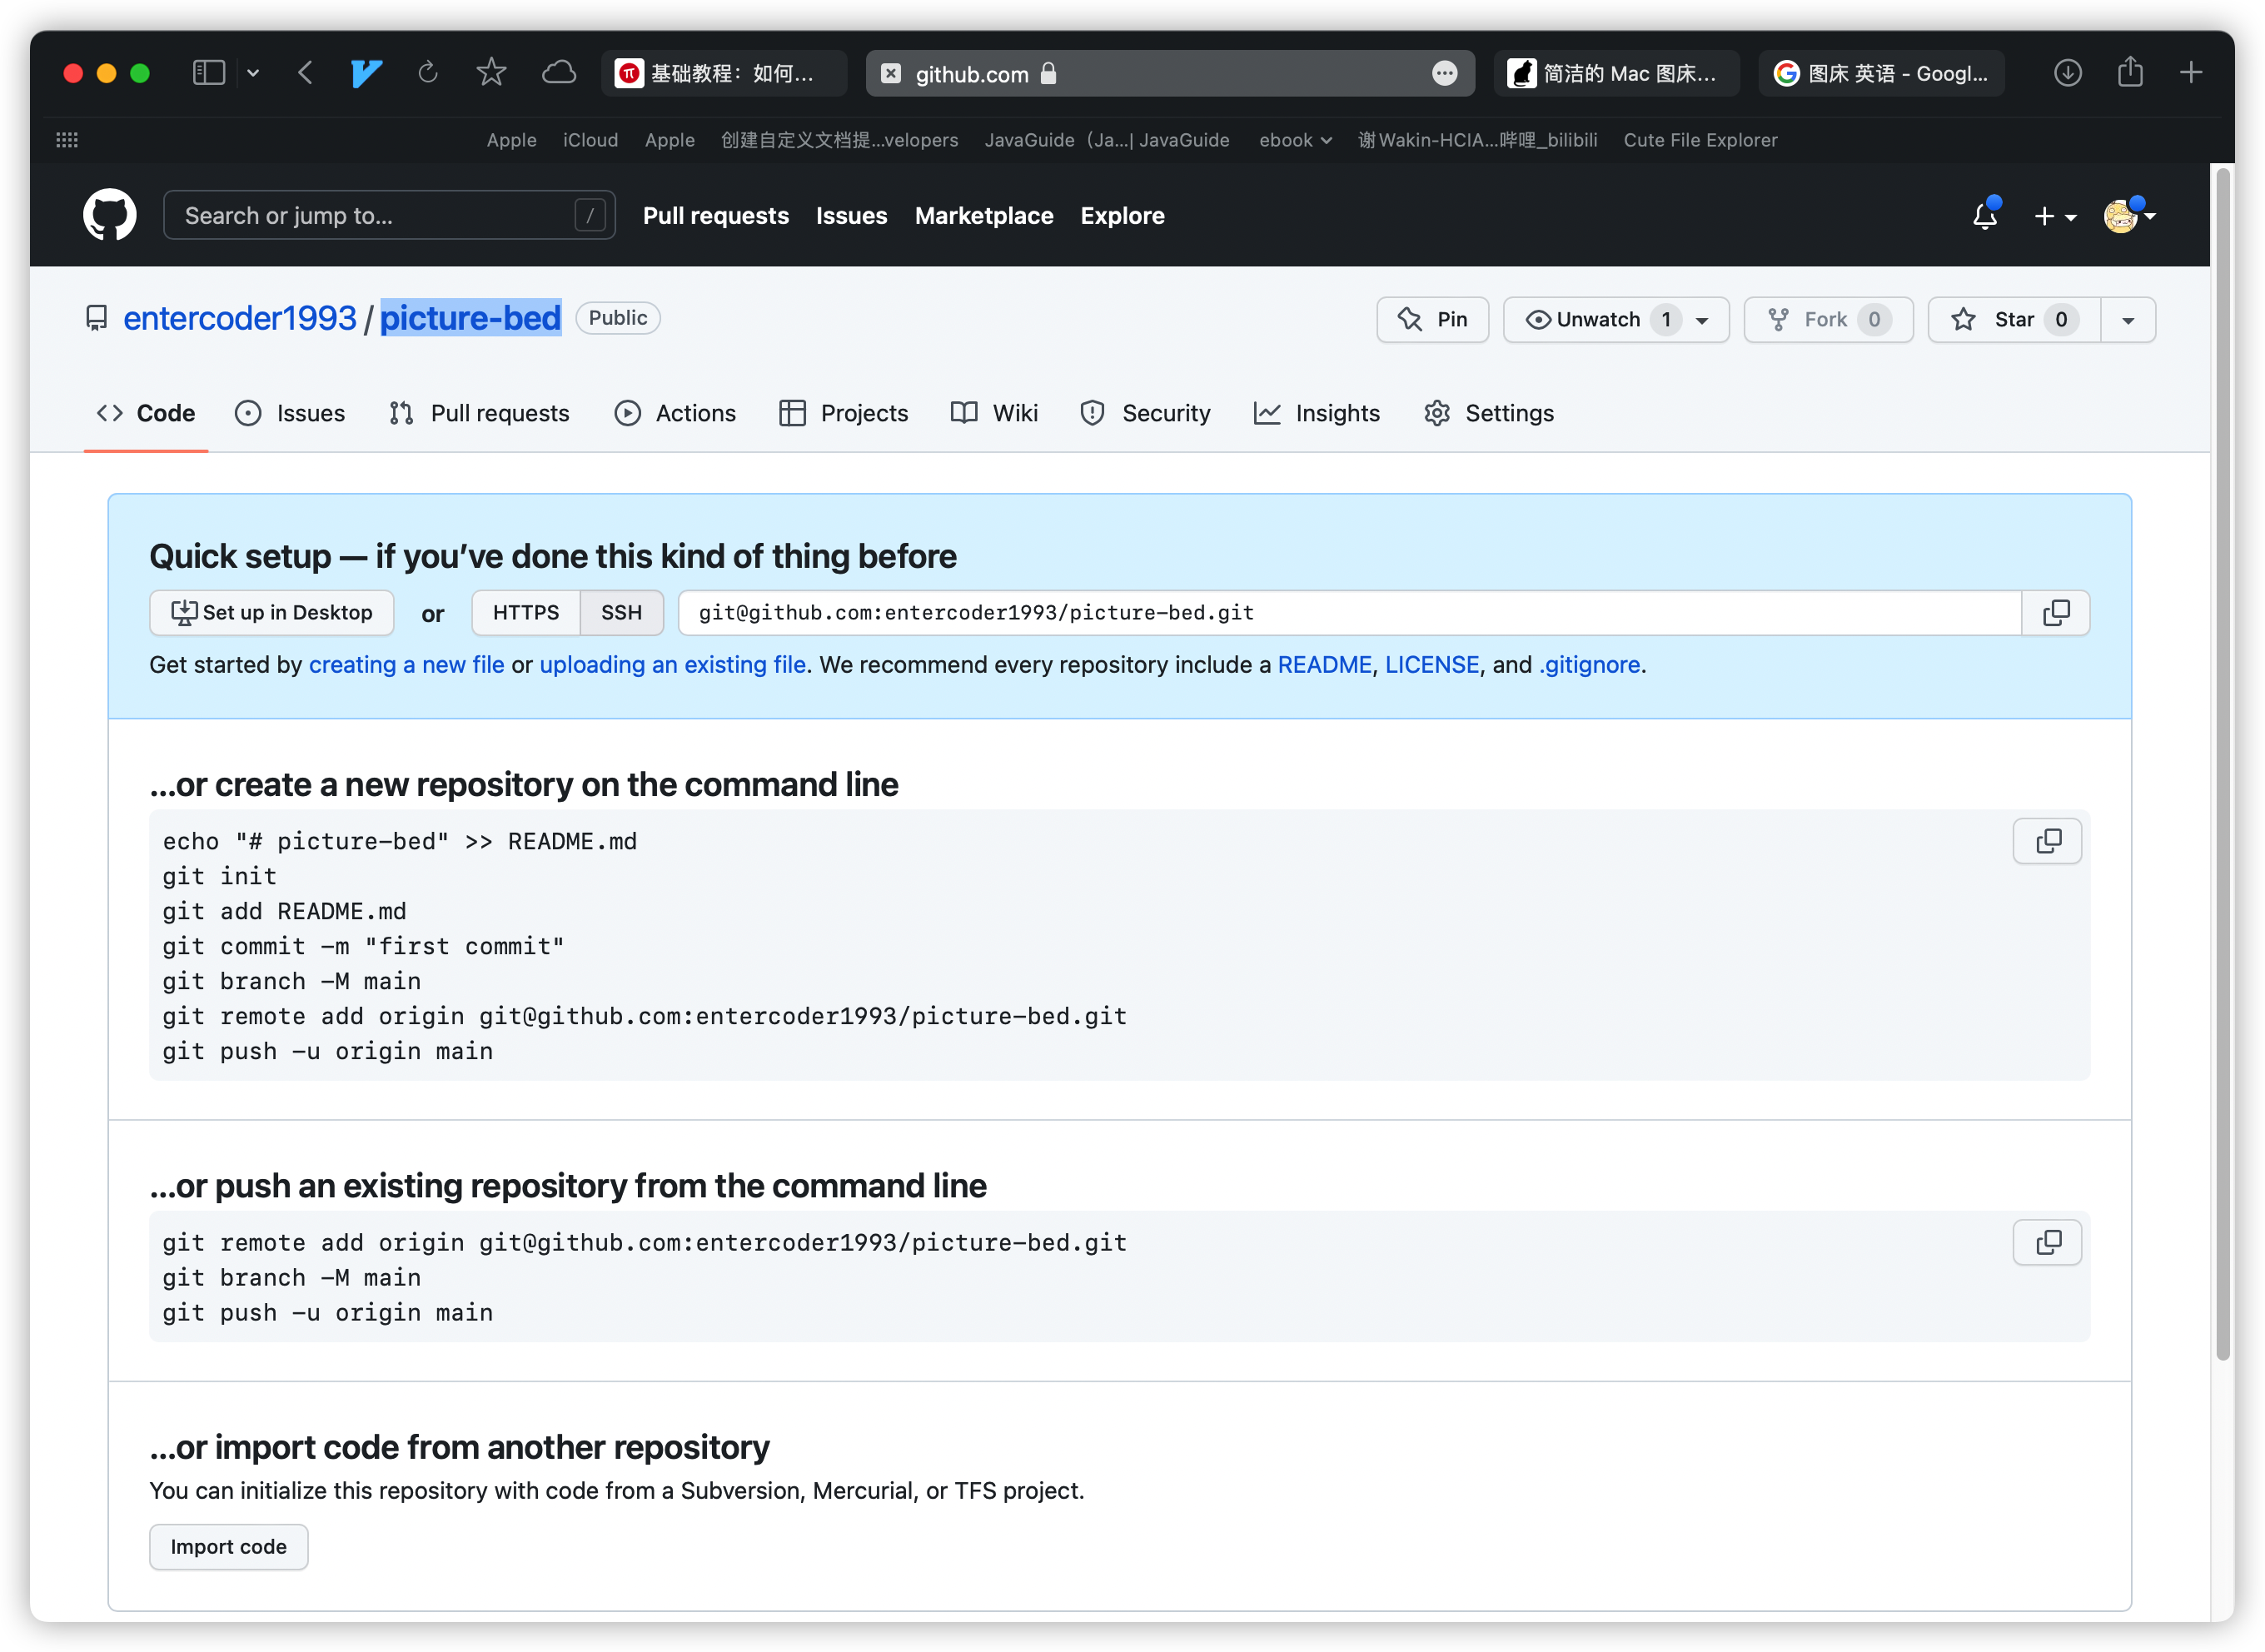 基础教程：如何...
github.com
简洁的 Mac 图床...
图床 英语 - Googl...
Apple
iCloud
Apple
创建自定义文档提...velopers
JavaGuide（Ja...| JavaGuide
ebook
谢Wakin-HCIA...哔哩_bilibili
Cute File Explorer
Search or jump to...
/
Pull requests
Issues
Marketplace
Explore
entercoder1993 / picture-bed
Public
Pin
Unwatch 1
Fork 0
Star 0
Code
Issues
Pull requests
Actions
Projects
Wiki
Security
Insights
Settings
Quick setup — if you’ve done this kind of thing before
Set up in Desktop
or
HTTPS
SSH
git@github.com:entercoder1993/picture-bed.git
Get started by creating a new file or uploading an existing file. We recommend every repository include a README, LICENSE, and .gitignore.
…or create a new repository on the command line
echo "# picture-bed" >> README.md
git init
git add README.md
git commit -m "first commit"
git branch -M main
git remote add origin git@github.com:entercoder1993/picture-bed.git
git push -u origin main
…or push an existing repository from the command line
git remote add origin git@github.com:entercoder1993/picture-bed.git
git branch -M main
git push -u origin main
…or import code from another repository
You can initialize this repository with code from a Subversion, Mercurial, or TFS project.
Import code